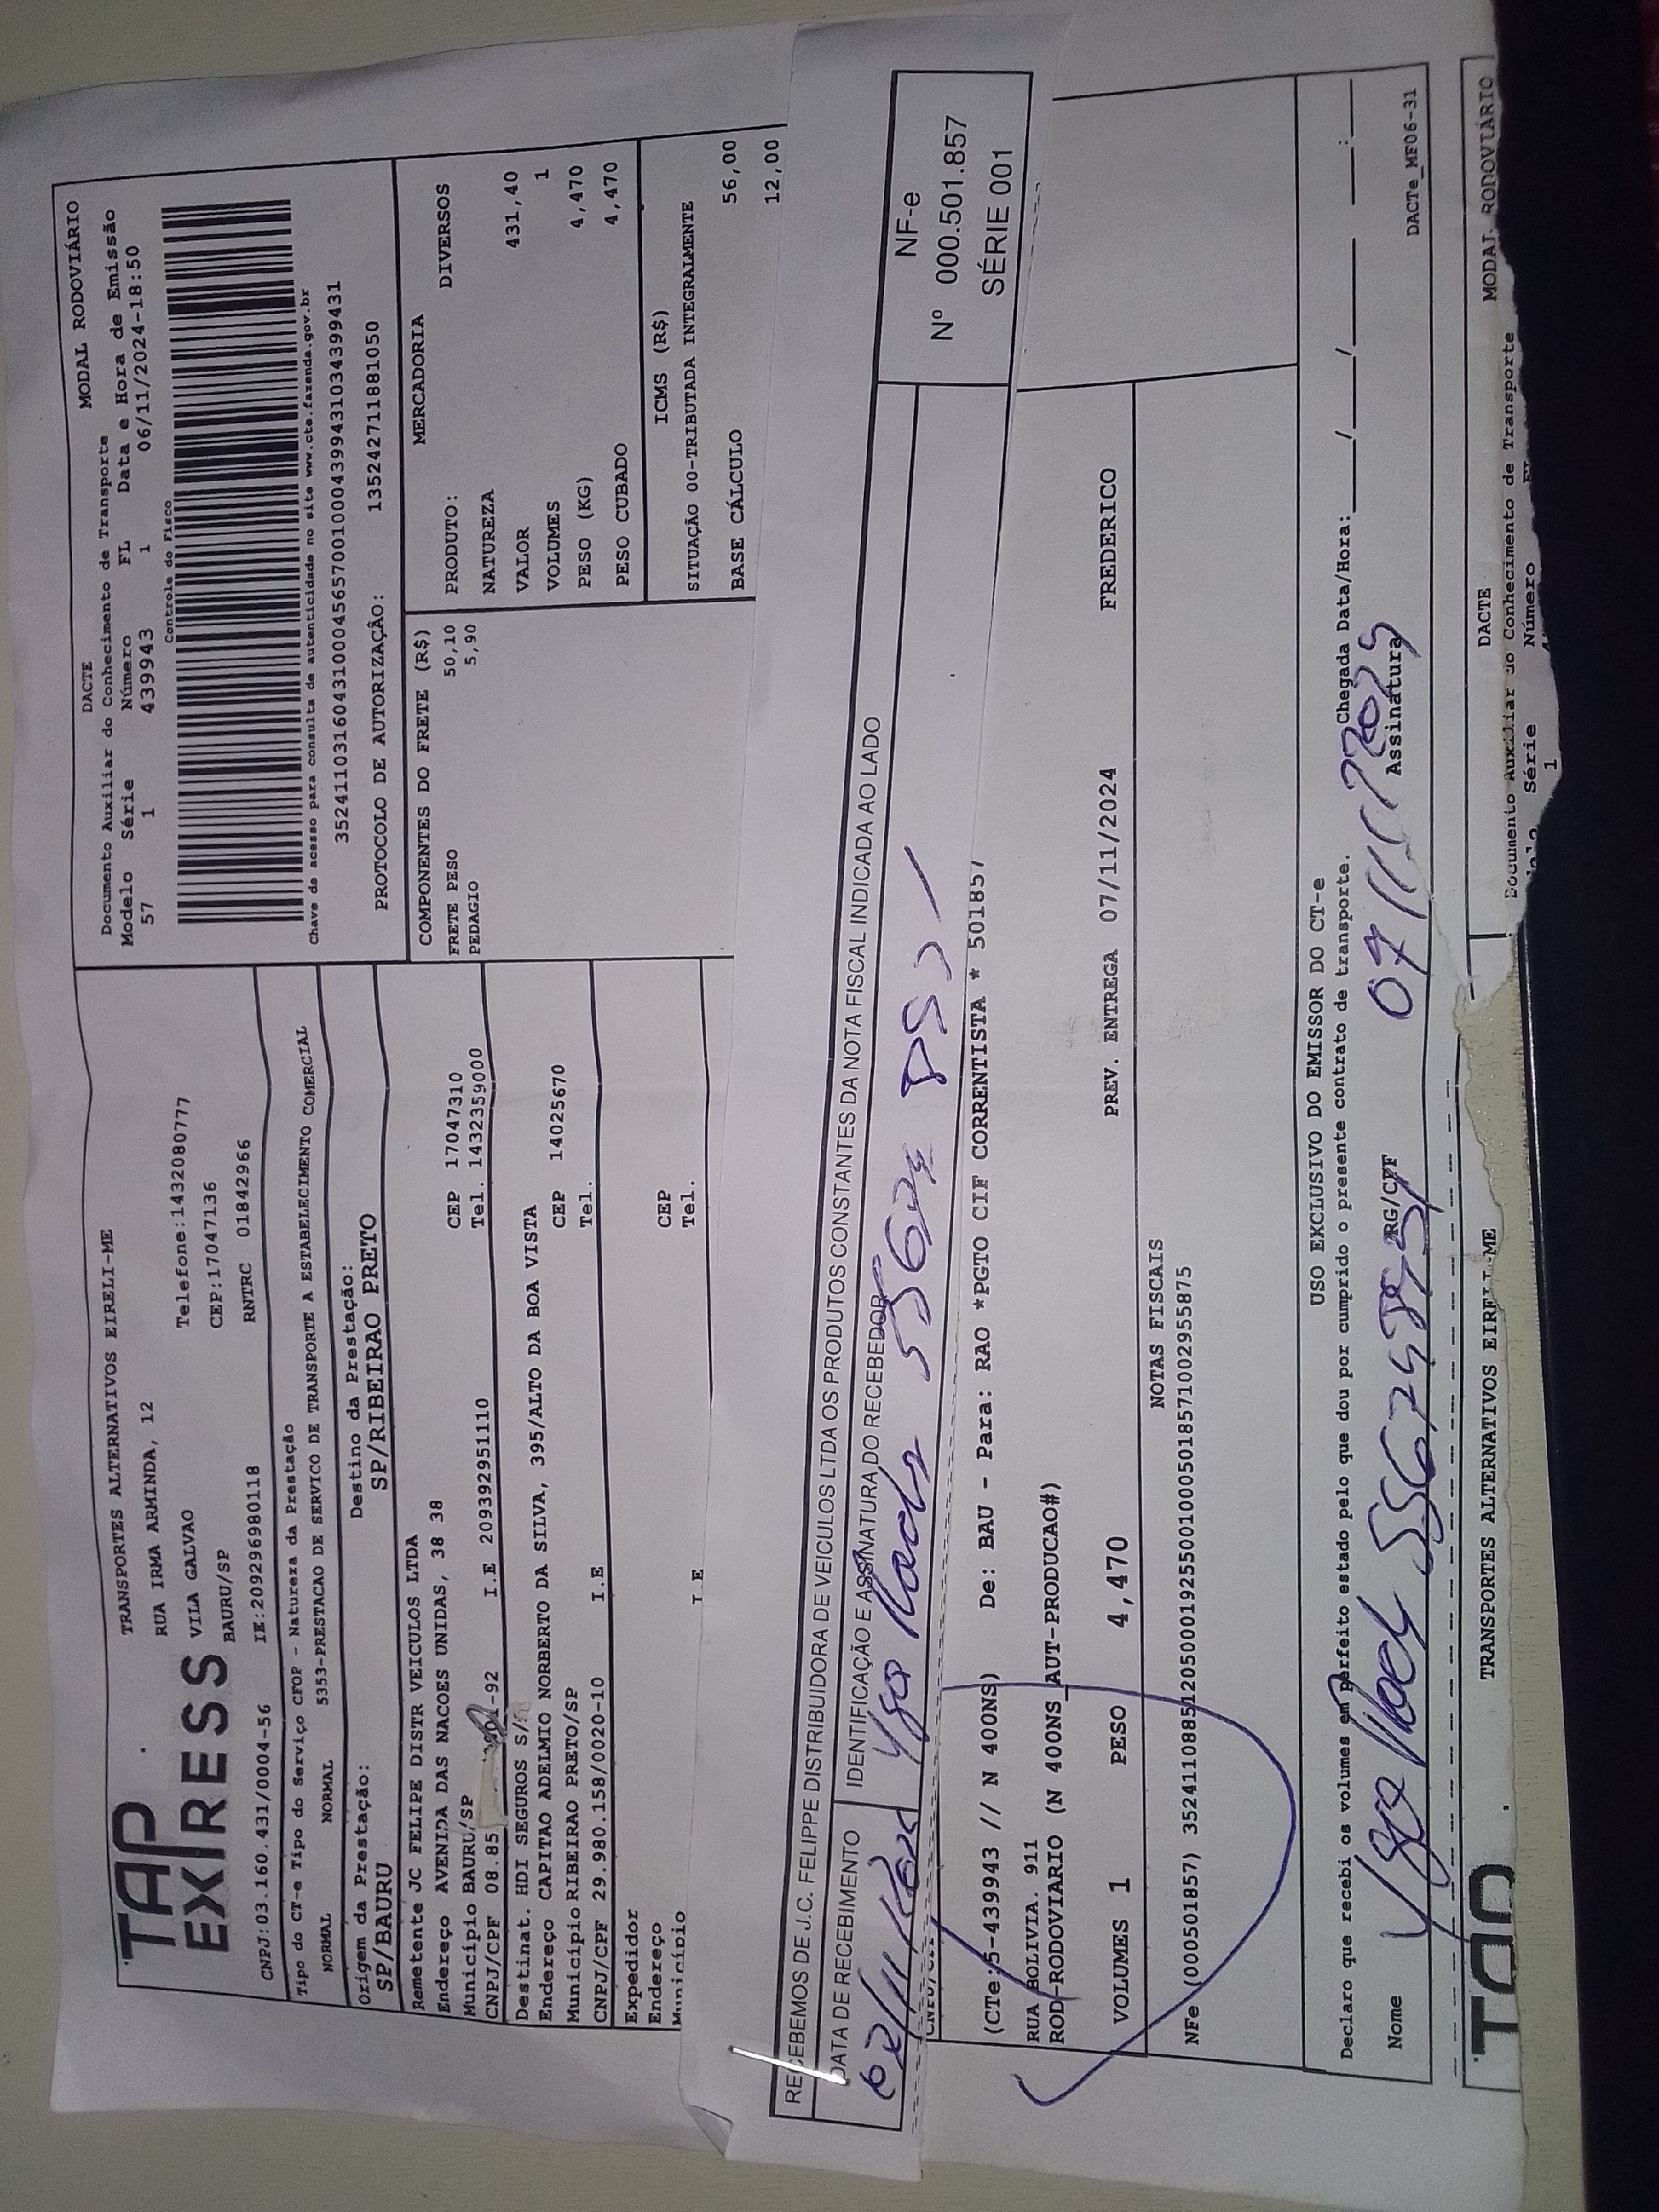 TAP EXPRESS
TRANSPORTES ALTERNATIVOS EIRELI-ME
RUA IRMA ARMINDA, 12
VILA GALVAO Telefone:1432080777
BAURU/SP CEP:17047136
CNPJ:03.160.431/0004-56 IE:209296980118 RNTRC 01842966
Tipo do CT-e Tipo do Serviço CFOP - Natureza da Prestação
NORMAL NORMAL 5353-PRESTACAO DE SERVICO DE TRANSPORTE A ESTABELECIMENTO COMERCIAL
Origem da Prestação: Destino da Prestação:
SP/BAURU SP/RIBEIRAO PRETO
DACTE MODAL RODOVIÁRIO
Documento Auxiliar do Conhecimento de Transporte
Modelo Série Número FL Data e Hora de Emissão
57 1 439943 1 06/11/2024-18:50
Controle do Fisco
Chave de acesso para consulta de autenticidade no site www.cte.fazenda.gov.br
35241103160431000456570010004399431034399431
PROTOCOLO DE AUTORIZAÇÃO: 135242711881050
Remetente JC FELIPE DISTR VEICULOS LTDA
Endereço AVENIDA DAS NACOES UNIDAS, 38 38
Município BAURU/SP CEP 17047310
CNPJ/CPF 08.85 -92 I.E 209392951110 Tel. 1432359000
Destinat. HDI SEGUROS S/
Endereço CAPITAO ADELMIO NORBERTO DA SILVA, 395/ALTO DA BOA VISTA
Município RIBEIRAO PRETO/SP CEP 14025670
CNPJ/CPF 29.980.158/0020-10 I.E Tel.
Expedidor
Endereço CEP
Município Tel.
I.E
COMPONENTES DO FRETE (R$)
FRETE PESO 50,10
PEDAGIO 5,90
MERCADORIA
PRODUTO: DIVERSOS
NATUREZA
VALOR 431,40
VOLUMES 1
PESO (KG) 4,470
PESO CUBADO 4,470
ICMS (R$)
SITUAÇÃO 00-TRIBUTADA INTEGRALMENTE
BASE CÁLCULO 56,00
12,00
RECEBEMOS DE J.C. FELIPPE DISTRIBUIDORA DE VEICULOS LTDA OS PRODUTOS CONSTANTES DA NOTA FISCAL INDICADA AO LADO
DATA DE RECEBIMENTO IDENTIFICAÇÃO E ASSINATURA DO RECEBEDOR
NF-e
Nº 000.501.857
SÉRIE 001
(CTe:5-439943 // N 400NS) De: BAU - Para: RAO *PGTO CIF CORRENTISTA * 501857
RUA BOLIVIA. 911
ROD-RODOVIARIO (N 400NS_AUT-PRODUCAO#)
VOLUMES 1 PESO 4,470 PREV. ENTREGA 07/11/2024 FREDERICO
NOTAS FISCAIS
NFe (000501857) 35241108851205000192550010005018571002955875
USO EXCLUSIVO DO EMISSOR DO CT-e
Declaro que recebi os volumes em perfeito estado pelo que dou por cumprido o presente contrato de transporte. Chegada Data/Hora:____/____/____ ___:___
Nome RG/CPF Assinatura
DACTe_MF06-31
TAP
TRANSPORTES ALTERNATIVOS EIRELI-ME
DACTE MODAL RODOVIÁRIO
Documento Auxiliar do Conhecimento de Transporte
Série Número
1